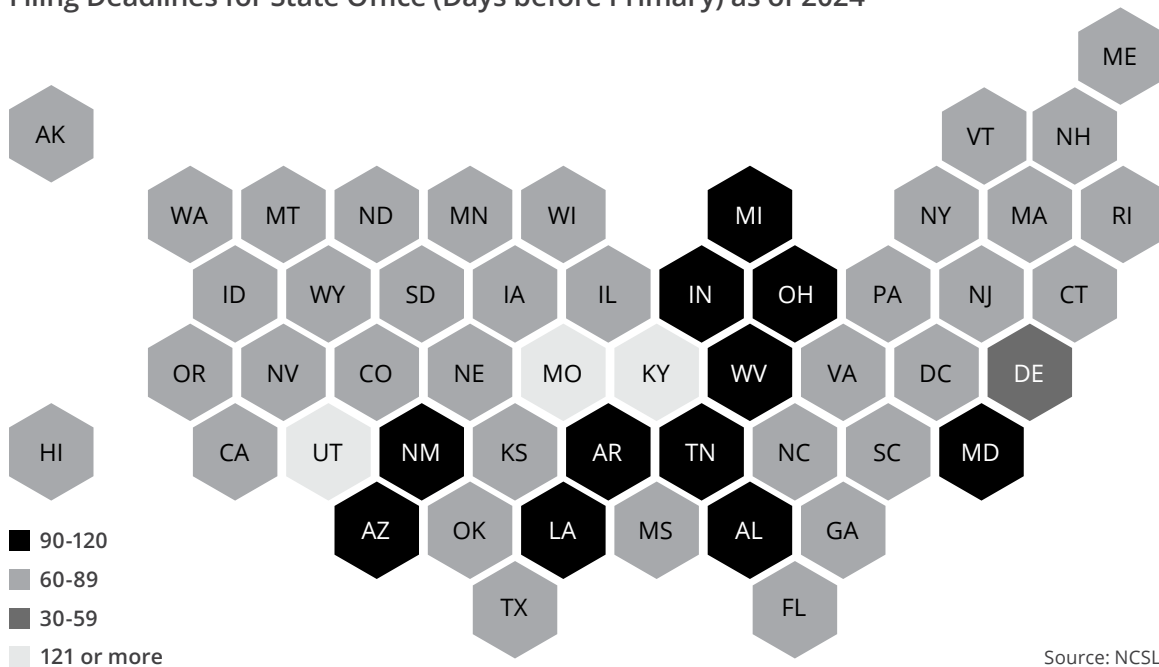 Filing Deadlines for State Office (Days before Primary) as of 2024
ME
AK
VT NH
WA MT ND MN WI MI NY MA RI
ID WY SD IA IL IN OH PA NJ CT
OR NV CO NE MO KY WV VA DC DE
HI CA UT NM KS AR TN NC SC MD
AZ OK LA MS AL GA
TX FL
90-120
60-89
30-59
121 or more
Source: NCSL